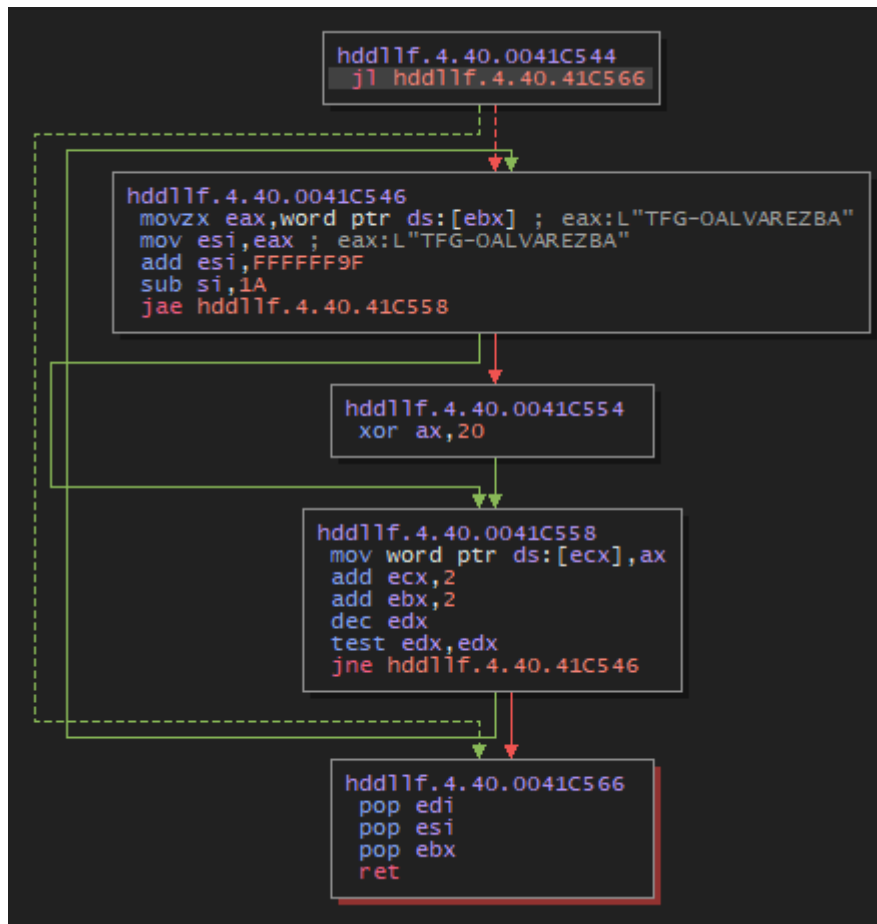 hddllf.4.40.0041C544
jl hddllf.4.40.41C566
hddllf.4.40.0041C546
movzx eax,word ptr ds:[ebx] ; eax:L"TFG-OALVAREZBA"
mov esi,eax ; eax:L"TFG-OALVAREZBA"
add esi,FFFFFF9F
sub si,1A
jae hddllf.4.40.41C558
hddllf.4.40.0041C554
xor ax,20
hddllf.4.40.0041C558
mov word ptr ds:[ecx],ax
add ecx,2
add ebx,2
dec edx
test edx,edx
jne hddllf.4.40.41C546
hddllf.4.40.0041C566
pop edi
pop esi
pop ebx
ret